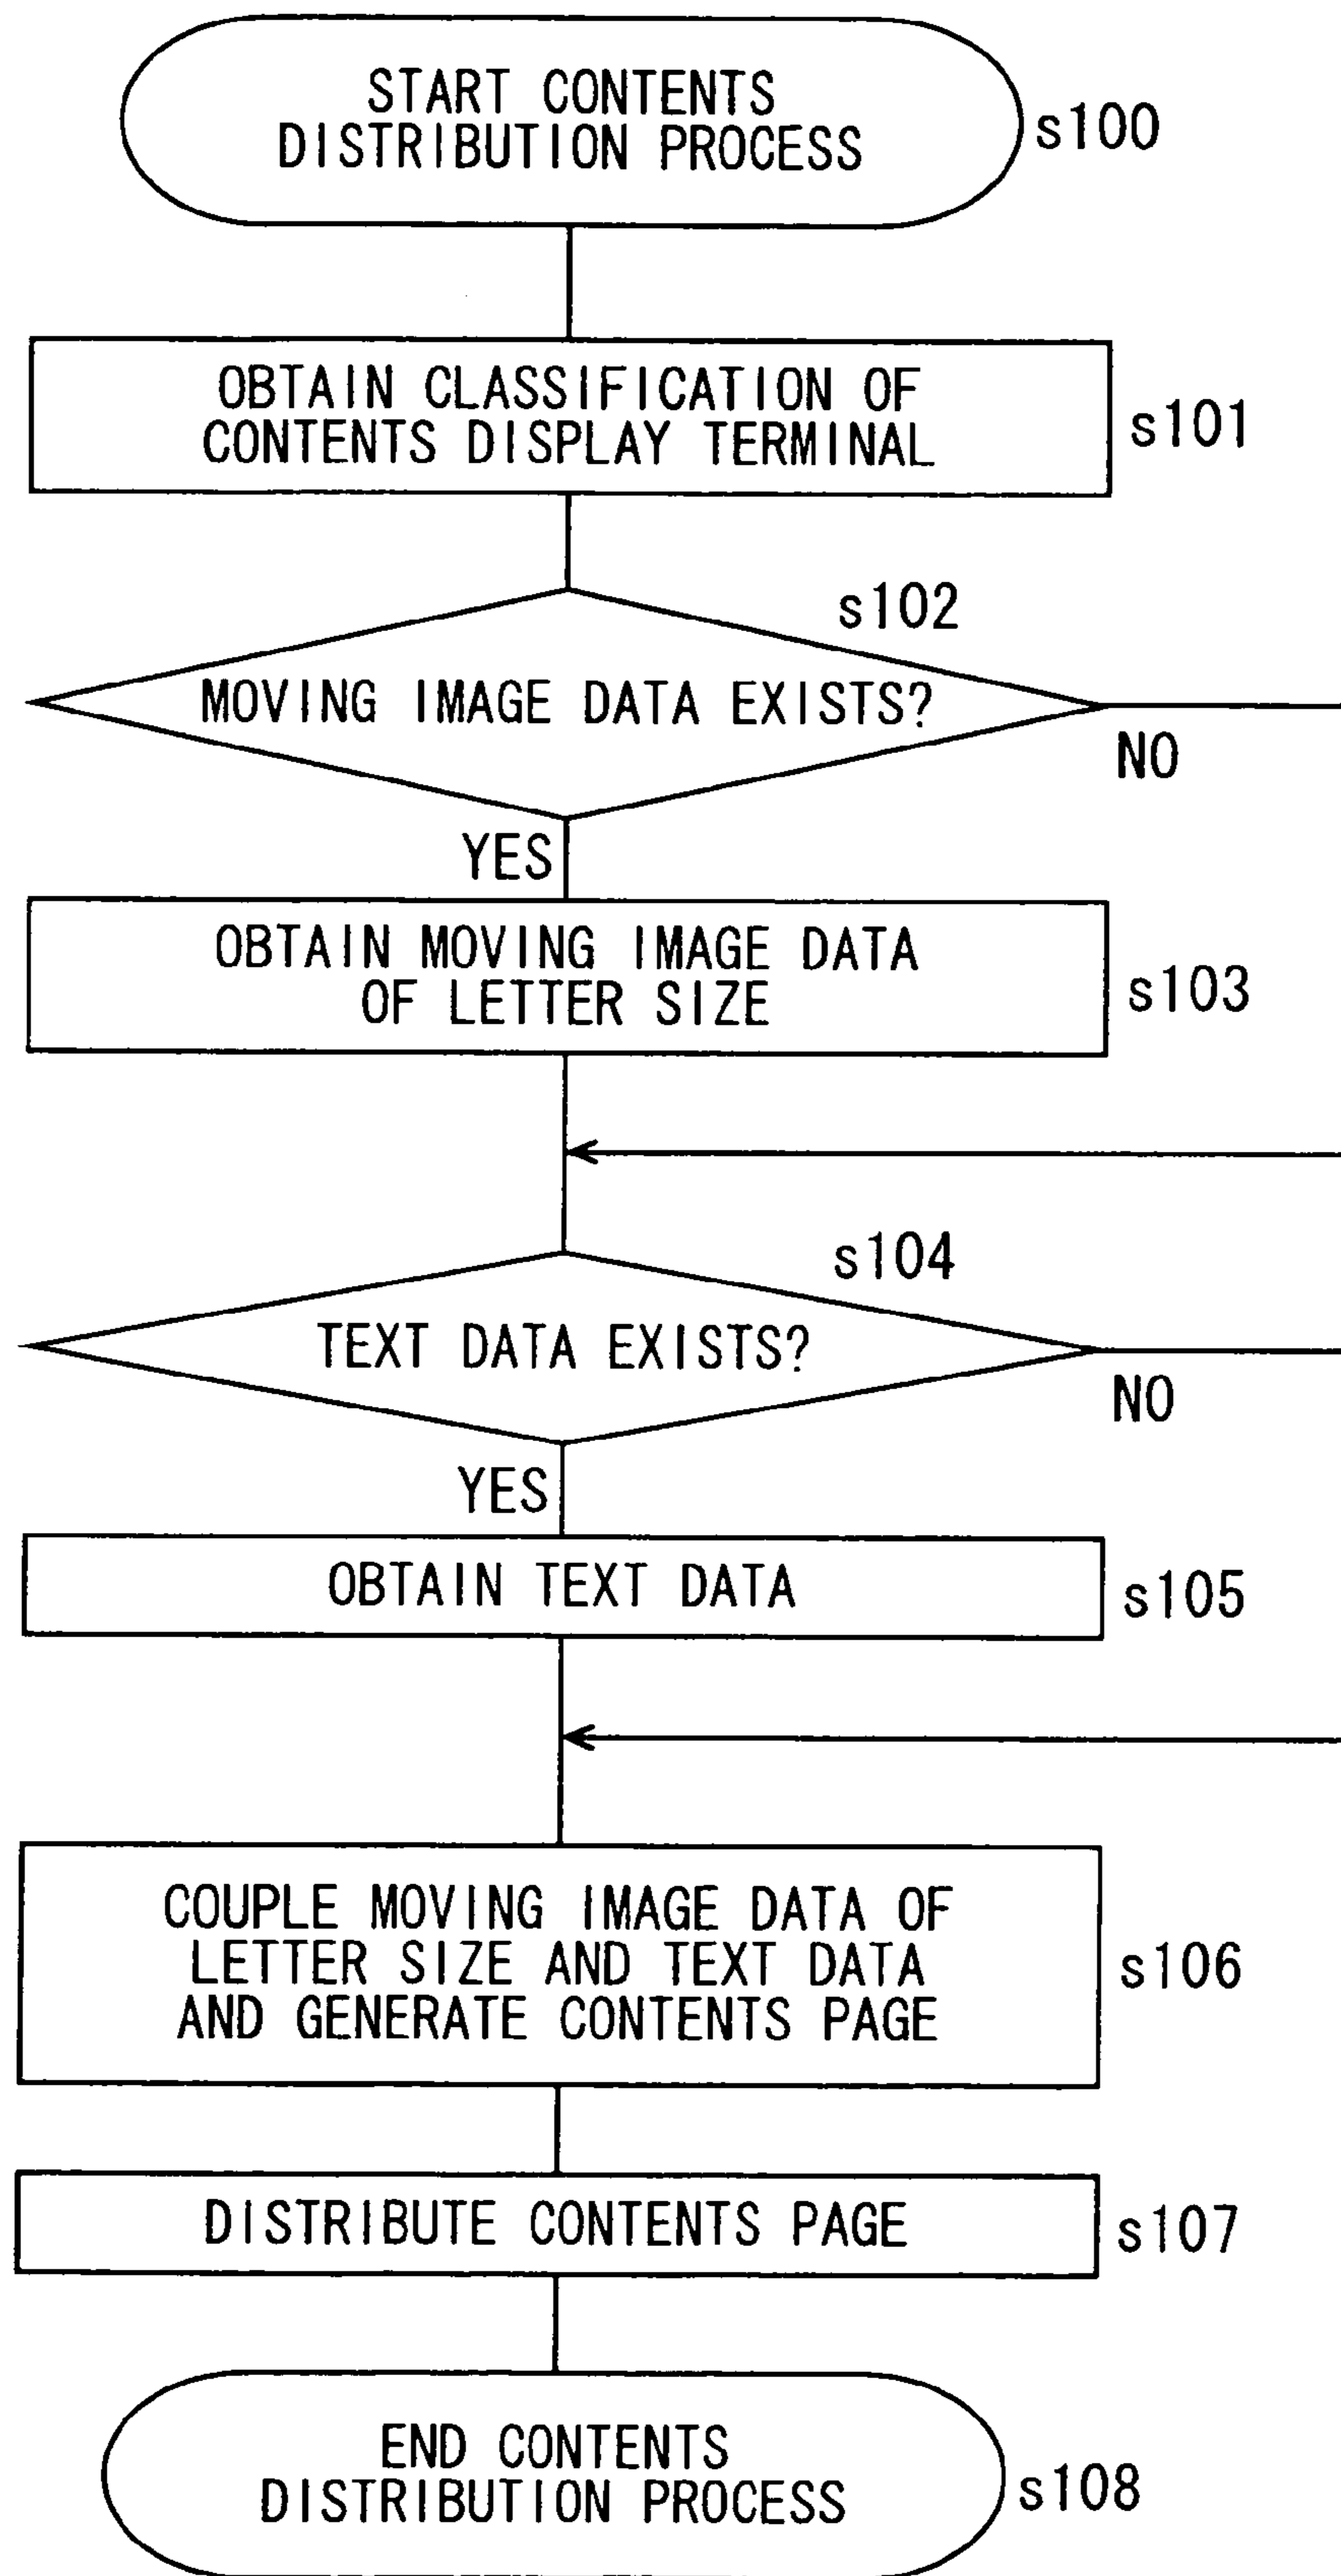 START CONTENTS
DISTRIBUTION PROCESS
s100
OBTAIN CLASSIFICATION OF
CONTENTS DISPLAY TERMINAL
s101
s102
MOVING IMAGE DATA EXISTS?
NO
YES
OBTAIN MOVING IMAGE DATA
OF LETTER SIZE
s103
s104
TEXT DATA EXISTS?
NO
YES
OBTAIN TEXT DATA
s105
COUPLE MOVING IMAGE DATA OF
LETTER SIZE AND TEXT DATA
AND GENERATE CONTENTS PAGE
s106
DISTRIBUTE CONTENTS PAGE
s107
END CONTENTS
DISTRIBUTION PROCESS
s108